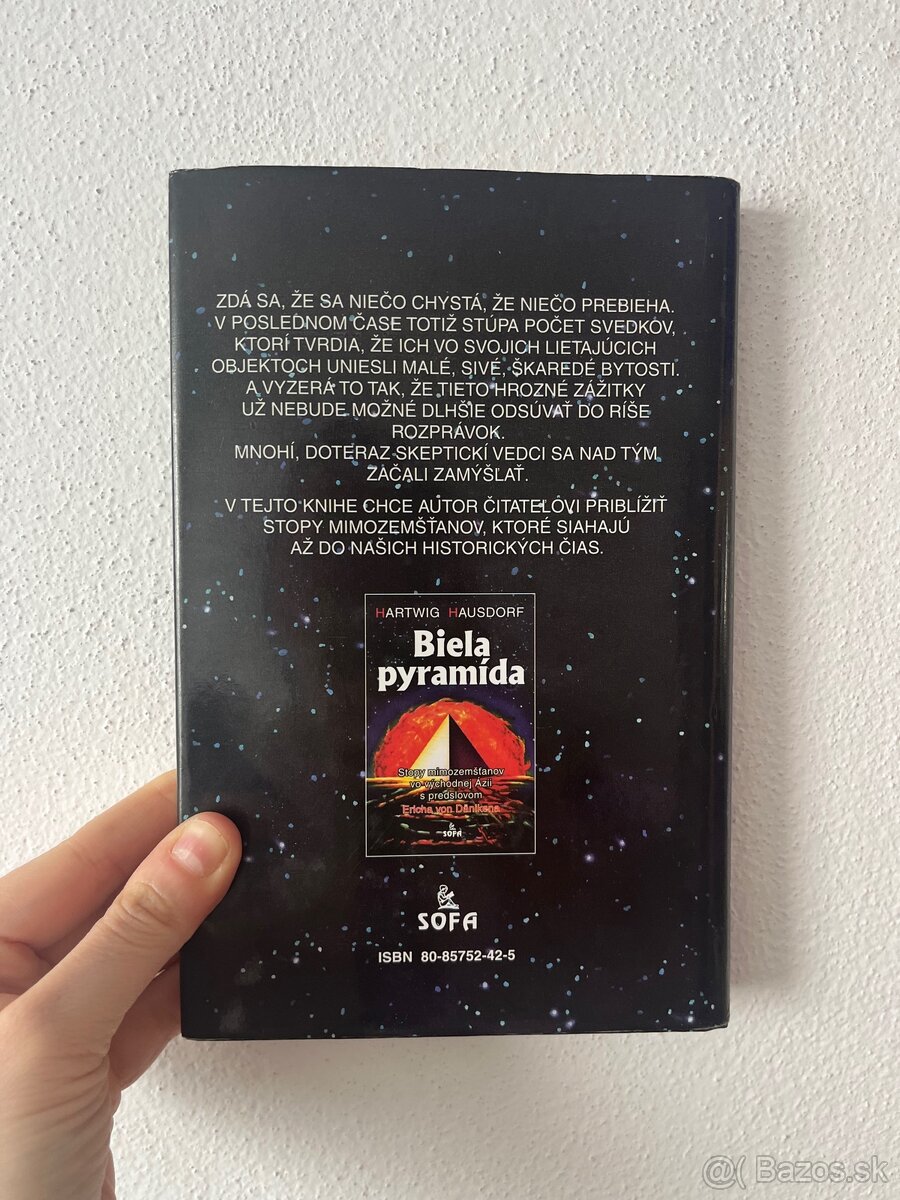 ZDÁ SA, ŽE SA NIEČO CHYSTÁ, ŽE NIEČO PREBIEHA.
V POSLEDNOM ČASE TOTIŽ STÚPA POČET SVEDKOV,
KTORÍ TVRDIA, ŽE ICH VO SVOJICH LIETAJÚCICH
OBJEKTOCH UNIESLI MALÉ, SIVÉ, ŠKAREDÉ BYTOSTI.
A VYZERÁ TO TAK, ŽE TIETO HROZNÉ ZÁŽITKY
UŽ NEBUDE MOŽNÉ DLHŠIE ODSÚVAŤ DO RÍŠE
ROZPRÁVOK.
MNOHÍ, DOTERAZ SKEPTICKÍ VEDCI SA NAD TÝM
ZAČALI ZAMÝŠĽAŤ.
V TEJTO KNIHE CHCE AUTOR ČITATEĽOVI PRIBLÍŽIŤ
STOPY MIMOZEMŠŤANOV, KTORÉ SIAHAJÚ
AŽ DO NAŠICH HISTORICKÝCH ČIAS.
HARTWIG HAUSDORF
Biela
pyramída
Stopy mimozemšťanov
vo východnej Ázii
s predslovom
Ericha von Dänikena
SOFA
SOFA
ISBN 80-85752-42-5
@( Bazos.sk